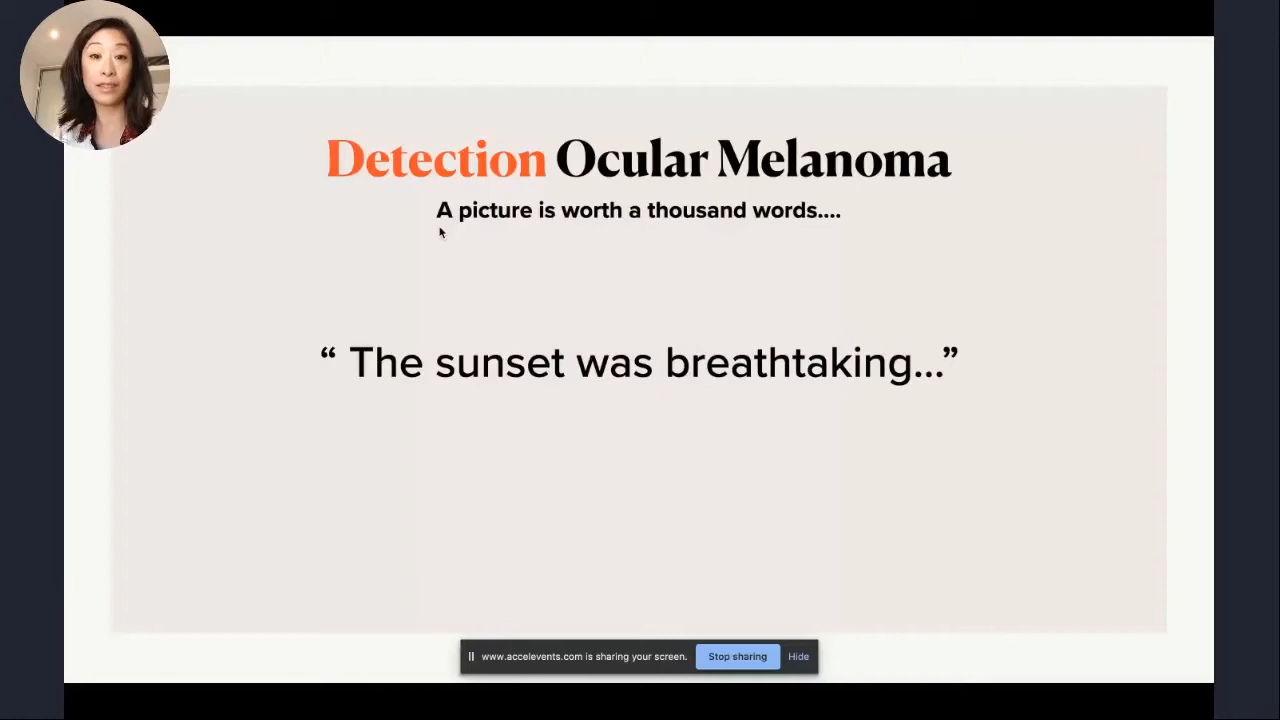 Detection Ocular Melanoma
A picture is worth a thousand words....
“ The sunset was breathtaking...”
www.accelevents.com is sharing your screen. Stop sharing Hide